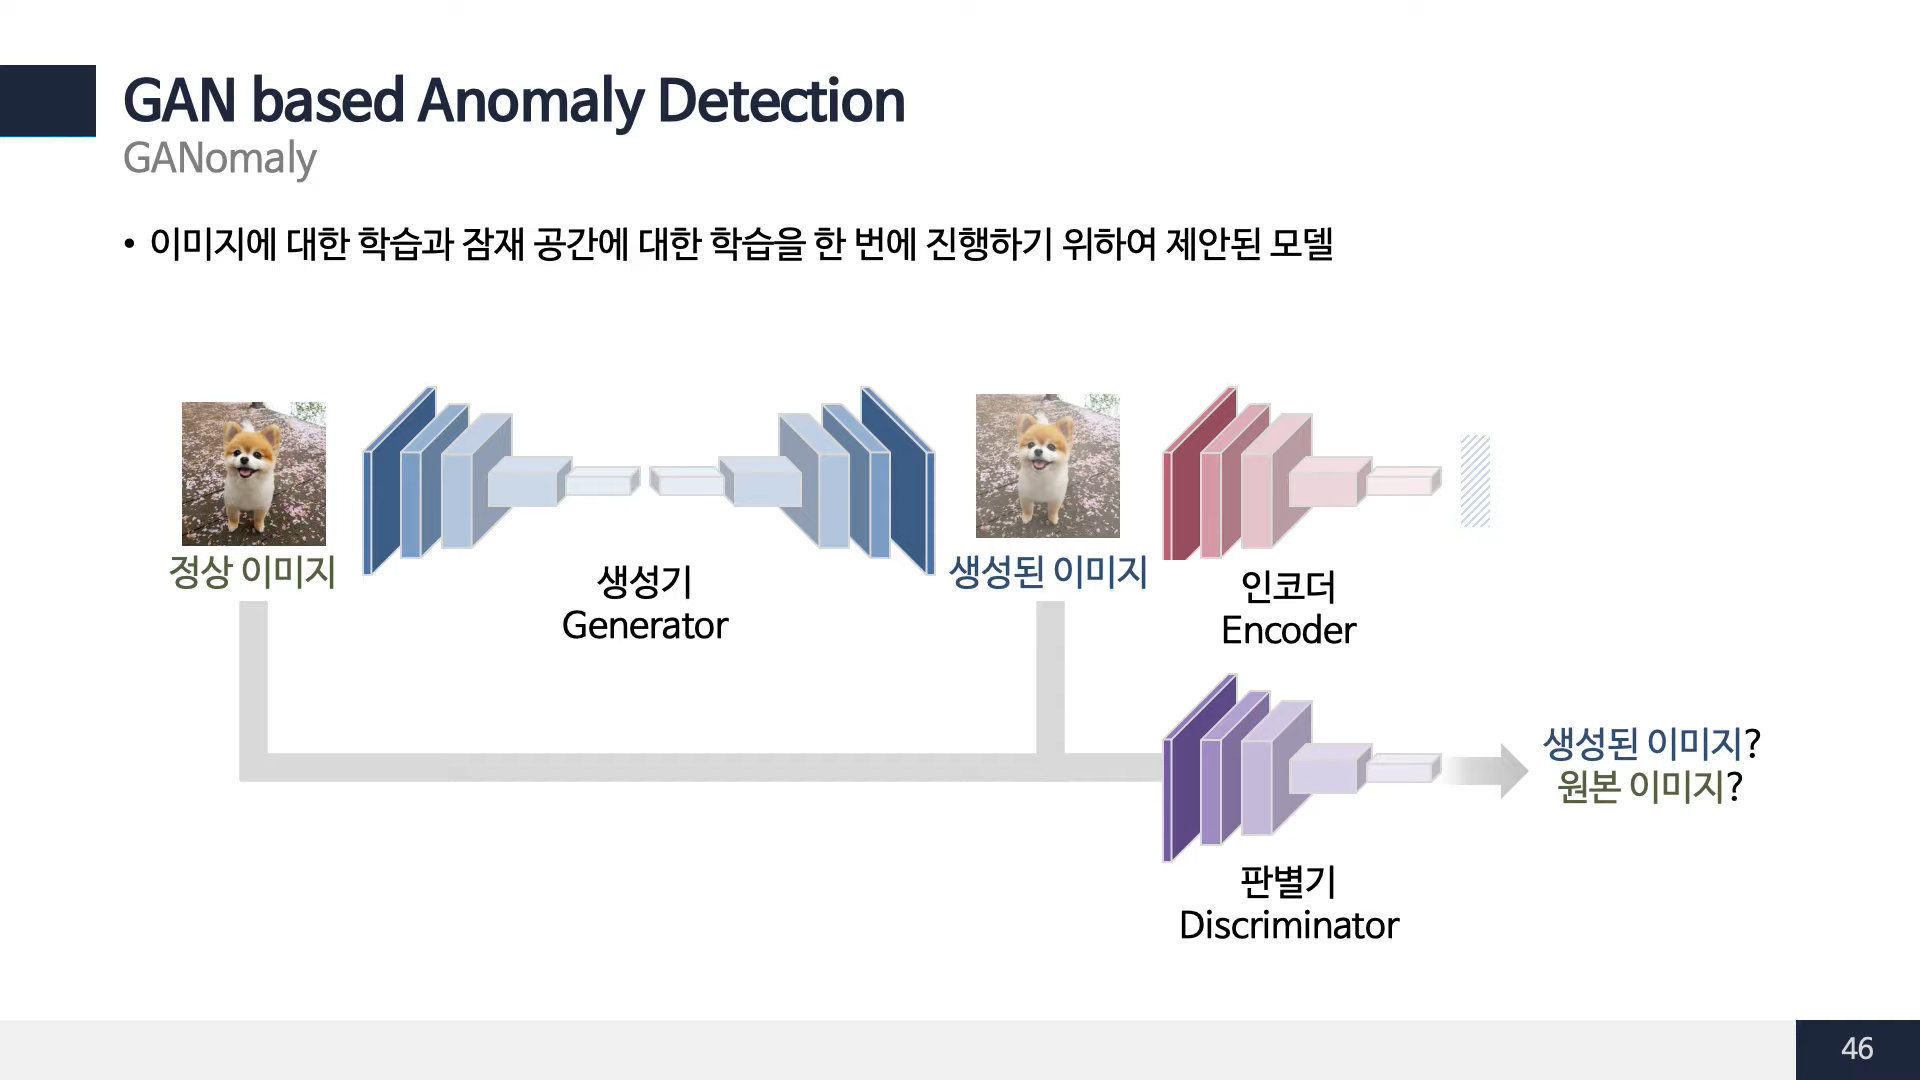 GAN based Anomaly Detection
GANomaly
• 이미지에 대한 학습과 잠재 공간에 대한 학습을 한 번에 진행하기 위하여 제안된 모델
정상 이미지
생성기
Generator
생성된 이미지
인코더
Encoder
생성된 이미지?
원본 이미지?
판별기
Discriminator
46